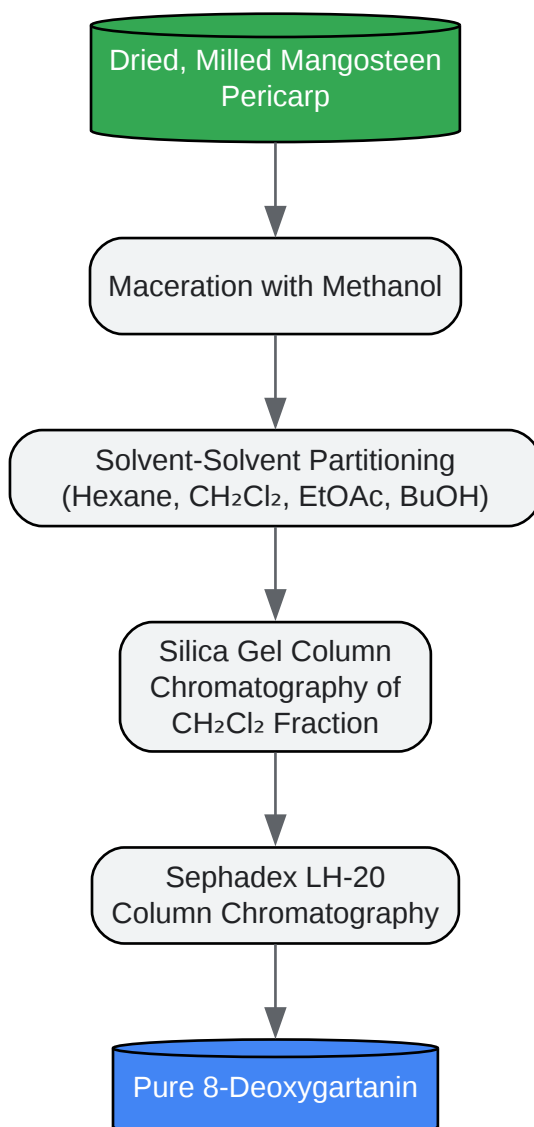 Dried, Milled Mangosteen
Pericarp
Maceration with Methanol
Solvent-Solvent Partitioning
(Hexane, CH₂Cl₂, EtOAc, BuOH)
Silica Gel Column
Chromatography of
CH₂Cl₂ Fraction
Sephadex LH-20
Column Chromatography
Pure 8-Deoxygartanin